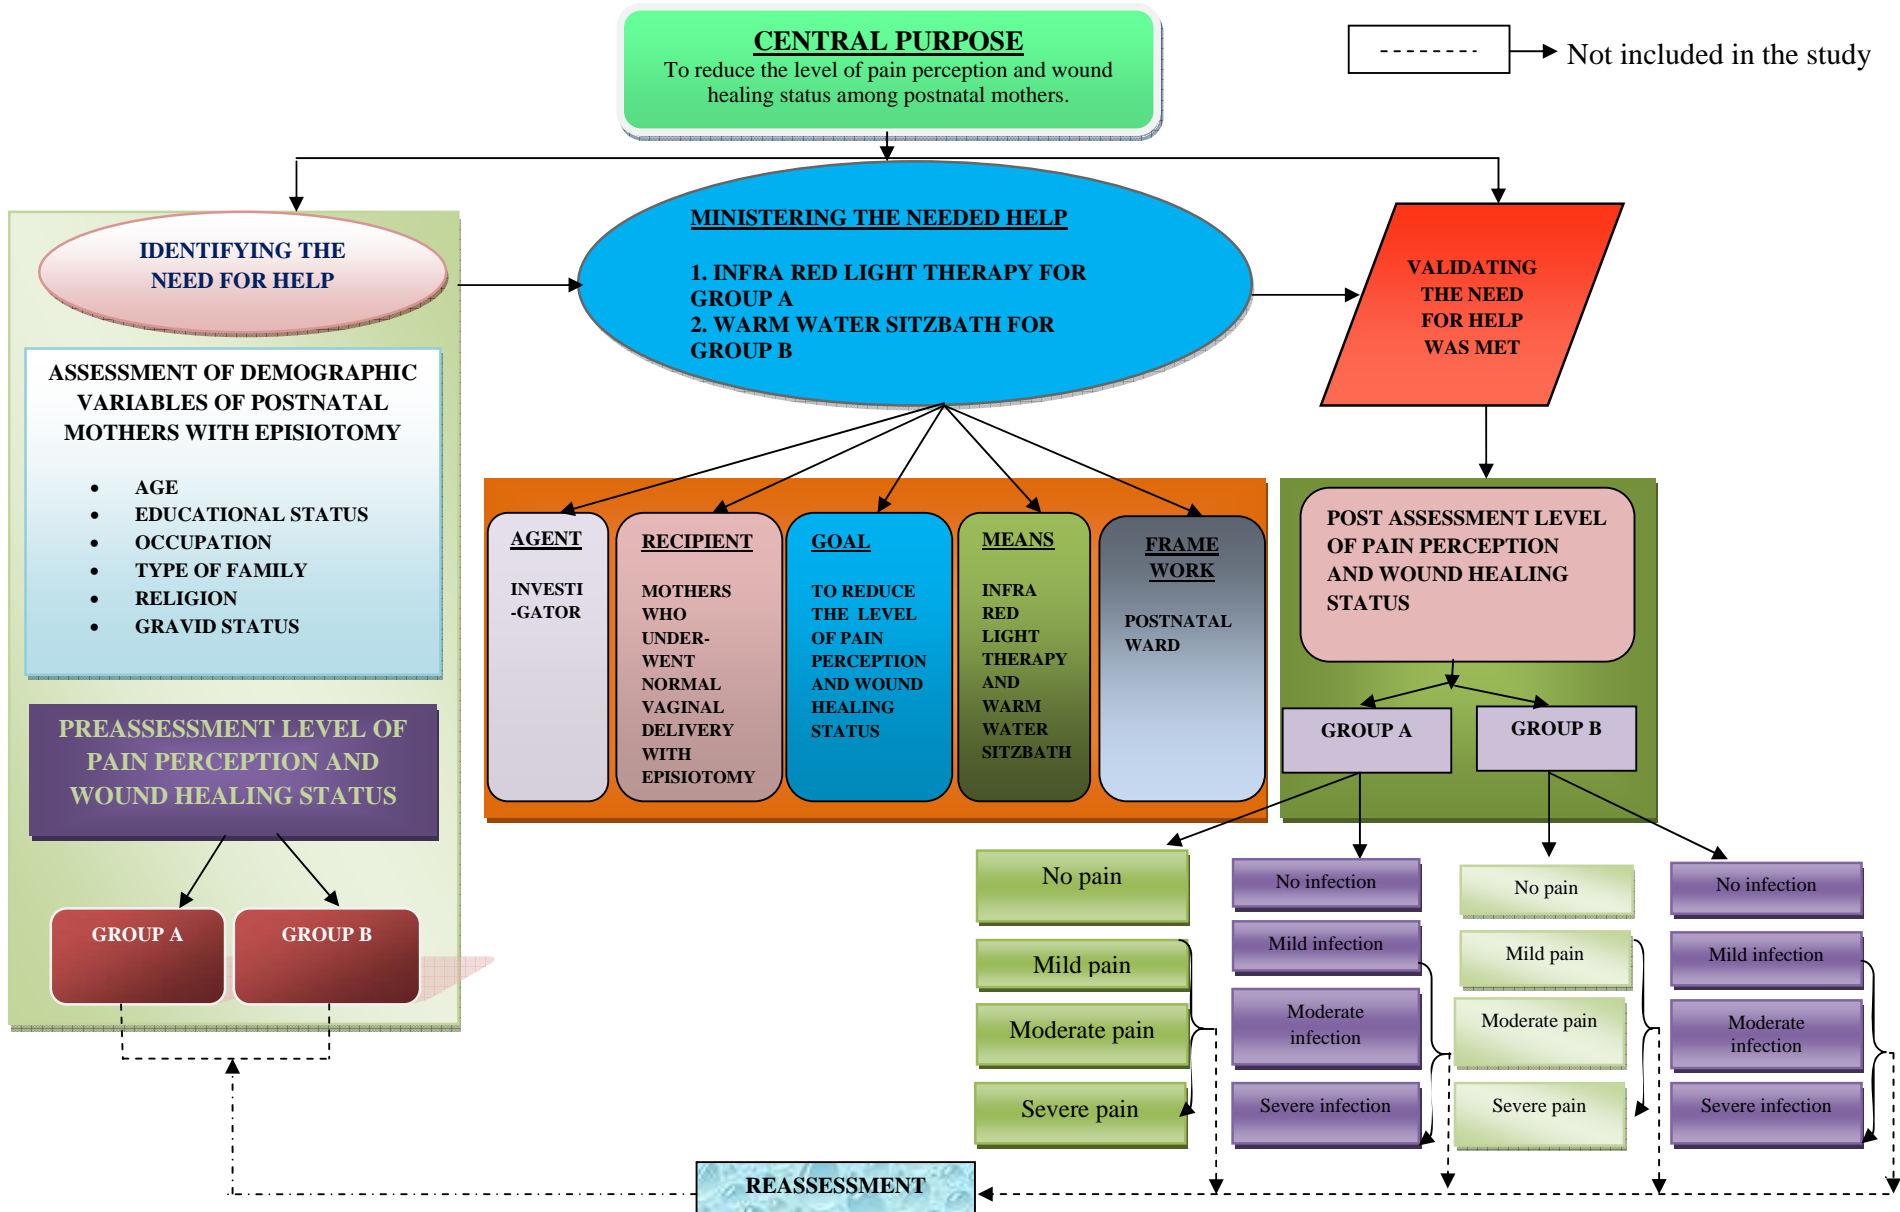 CENTRAL PURPOSE
To reduce the level of pain perception and wound
healing status among postnatal mothers.
Not included in the study
IDENTIFYING THE
NEED FOR HELP
MINISTERING THE NEEDED HELP
1. INFRA RED LIGHT THERAPY FOR
GROUP A
2. WARM WATER SITZBATH FOR
GROUP B
VALIDATING
THE NEED
FOR HELP
WAS MET
ASSESSMENT OF DEMOGRAPHIC
VARIABLES OF POSTNATAL
MOTHERS WITH EPISIOTOMY
• AGE
• EDUCATIONAL STATUS
• OCCUPATION
• TYPE OF FAMILY
• RELIGION
• GRAVID STATUS
PREASSESSMENT LEVEL OF
PAIN PERCEPTION AND
WOUND HEALING STATUS
GROUP A
GROUP B
AGENT
INVESTI
-GATOR
RECIPIENT
MOTHERS
WHO
UNDER-
WENT
NORMAL
VAGINAL
DELIVERY
WITH
EPISIOTOMY
GOAL
TO REDUCE
THE LEVEL
OF PAIN
PERCEPTION
AND WOUND
HEALING
STATUS
MEANS
INFRA
RED
LIGHT
THERAPY
AND
WARM
WATER
SITZBATH
FRAME
WORK
POSTNATAL
WARD
POST ASSESSMENT LEVEL
OF PAIN PERCEPTION
AND WOUND HEALING
STATUS
GROUP A
GROUP B
No pain
Mild pain
Moderate pain
Severe pain
No infection
Mild infection
Moderate
infection
Severe infection
No pain
Mild pain
Moderate pain
Severe pain
No infection
Mild infection
Moderate
infection
Severe infection
REASSESSMENT